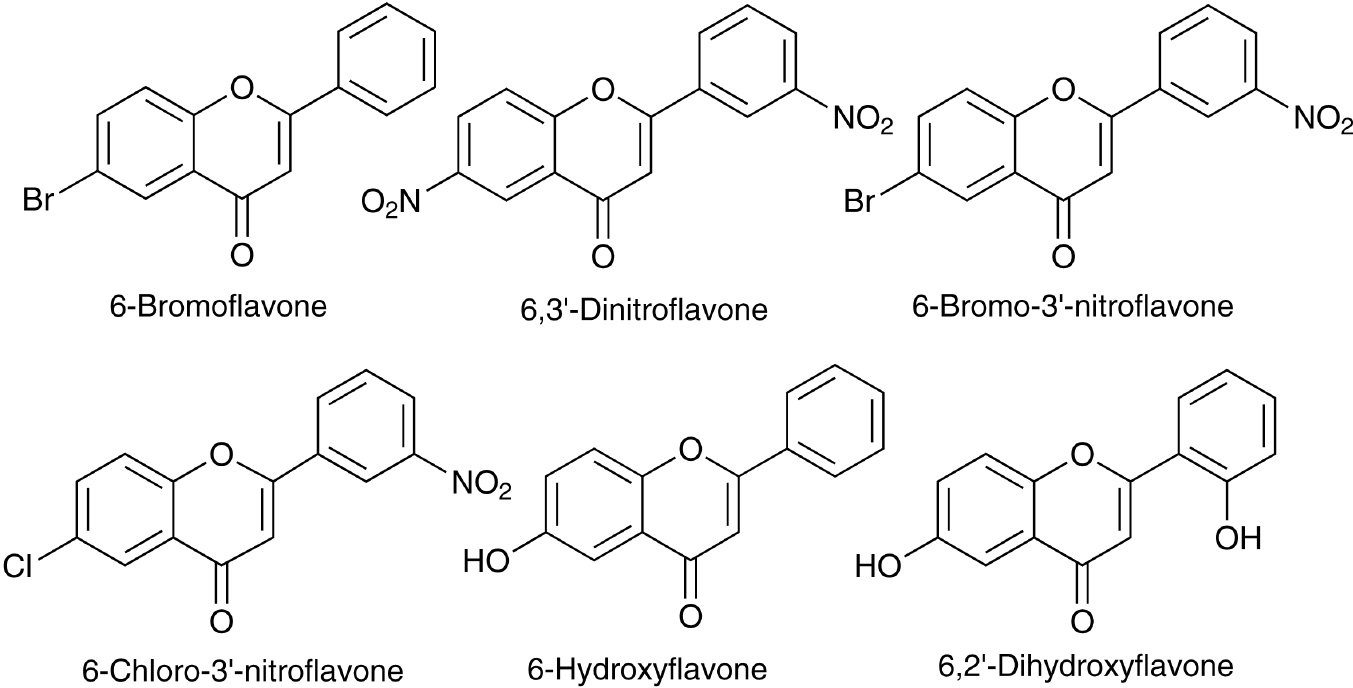 O
Br
O
6-Bromoflavone
O
NO2
O2N
O
6,3'-Dinitroflavone
O
NO2
Br
O
6-Bromo-3'-nitroflavone
O
NO2
Cl
O
6-Chloro-3'-nitroflavone
O
HO
O
6-Hydroxyflavone
O
OH
HO
O
6,2'-Dihydroxyflavone